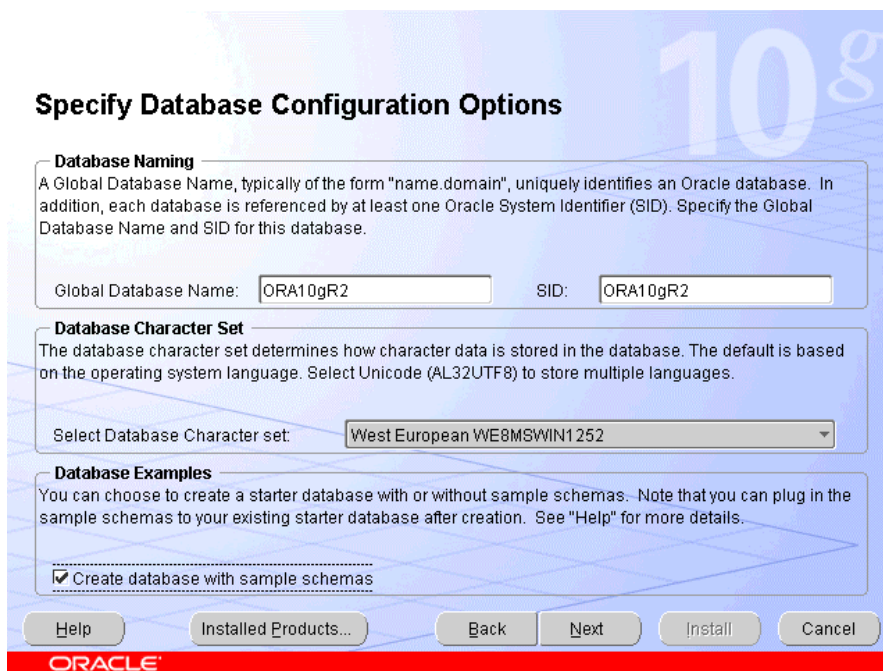 10g
Specify Database Configuration Options
Database Naming
A Global Database Name, typically of the form "name.domain", uniquely identifies an Oracle database. In
addition, each database is referenced by at least one Oracle System Identifier (SID). Specify the Global
Database Name and SID for this database.
Global Database Name: ORA10gR2 SID: ORA10gR2
Database Character Set
The database character set determines how character data is stored in the database. The default is based
on the operating system language. Select Unicode (AL32UTF8) to store multiple languages.
Select Database Character set: West European WE8MSWIN1252
Database Examples
You can choose to create a starter database with or without sample schemas. Note that you can plug in the
sample schemas to your existing starter database after creation. See "Help" for more details.
Create database with sample schemas
Help Installed Products... Back Next Install Cancel
ORACLE